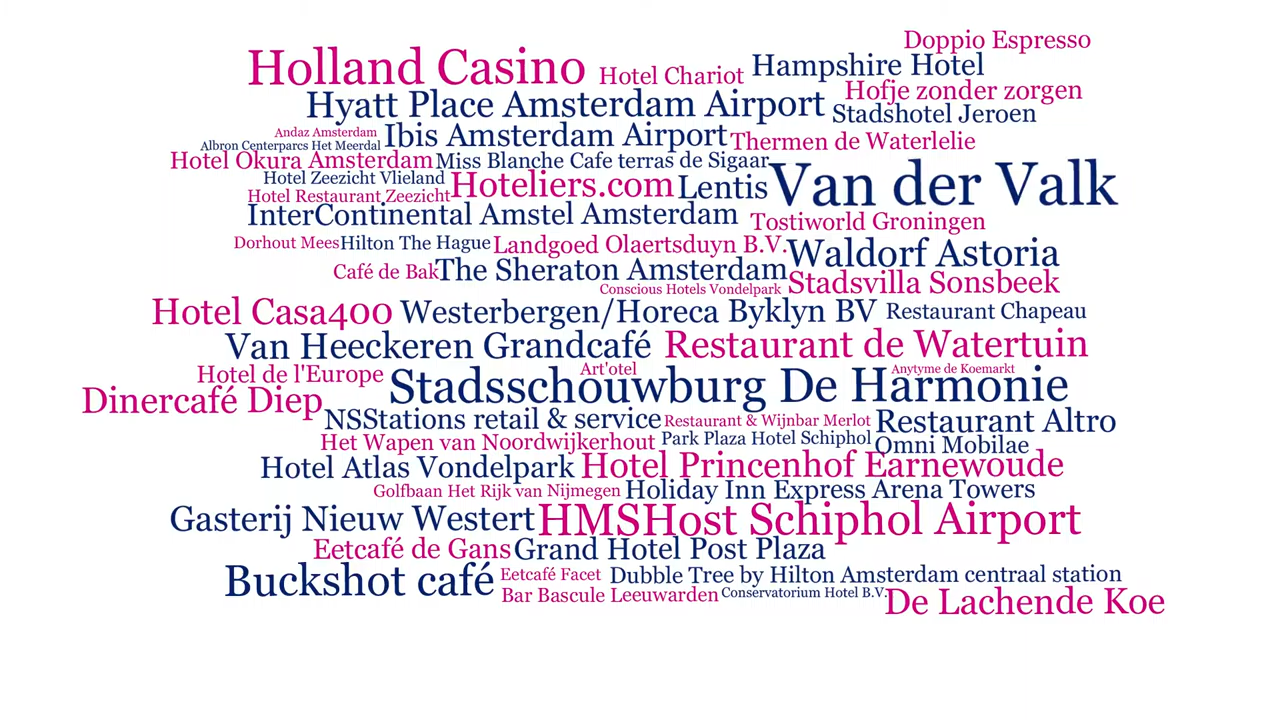 Doppio Espresso
Holland Casino Hotel Chariot Hampshire Hotel
Hofje zonder zorgen
Hyatt Place Amsterdam Airport Stadshotel Jeroen
Andaz Amsterdam Ibis Amsterdam Airport Thermen de Waterlelie
Albron Centerparcs Het Meerdal
Hotel Okura Amsterdam Miss Blanche Cafe terras de Sigaar
Hotel Zeezicht Vlieland Hoteliers.com Lentis Van der Valk
Hotel Restaurant Zeezicht
InterContinental Amstel Amsterdam Tostiworld Groningen
Dorhout Mees Hilton The Hague Landgoed Olaertsduyn B.V. Waldorf Astoria
Café de Bak The Sheraton Amsterdam Stadsvilla Sonsbeek
Conscious Hotels Vondelpark
Hotel Casa400 Westerbergen/Horeca Byklyn BV Restaurant Chapeau
Van Heeckeren Grandcafé Restaurant de Watertuin
Hotel de l'Europe Art'otel Anytyme de Koemarkt
Stadsschouwburg De Harmonie
Dinercafé Diep
NSStations retail & service Restaurant & Wijnbar Merlot Restaurant Altro
Het Wapen van Noordwijkerhout Park Plaza Hotel Schiphol Omni Mobilae
Hotel Atlas Vondelpark Hotel Princenhof Earnewoude
Golfbaan Het Rijk van Nijmegen Holiday Inn Express Arena Towers
Gasterij Nieuw Westert HMSHost Schiphol Airport
Eetcafé de Gans Grand Hotel Post Plaza
Buckshot café Eetcafé Facet Dubble Tree by Hilton Amsterdam centraal station
Bar Bascule Leeuwarden Conservatorium Hotel B.V. De Lachende Koe